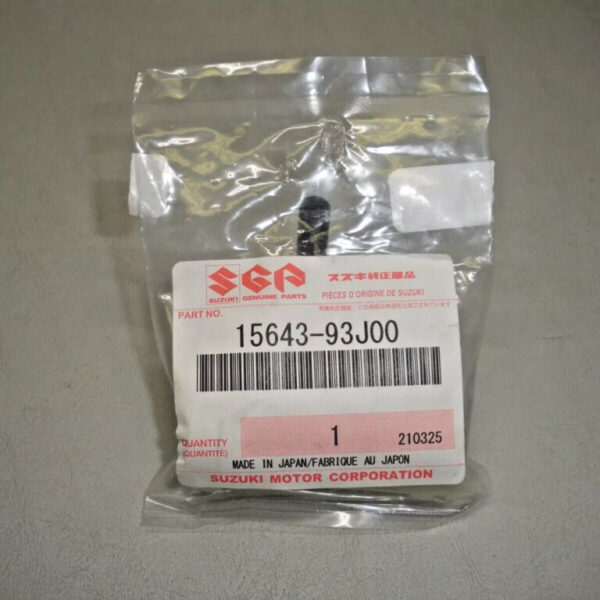 SGP
スズキ純正部品
SUZUKI GENUINE PARTS
PIECES D'ORIGINE DE SUZUKI
PART NO.
15643-93J00
QUANTITY
(QUANTITE)
1
210325
MADE IN JAPAN/FABRIQUE AU JAPON
SUZUKI MOTOR CORPORATION